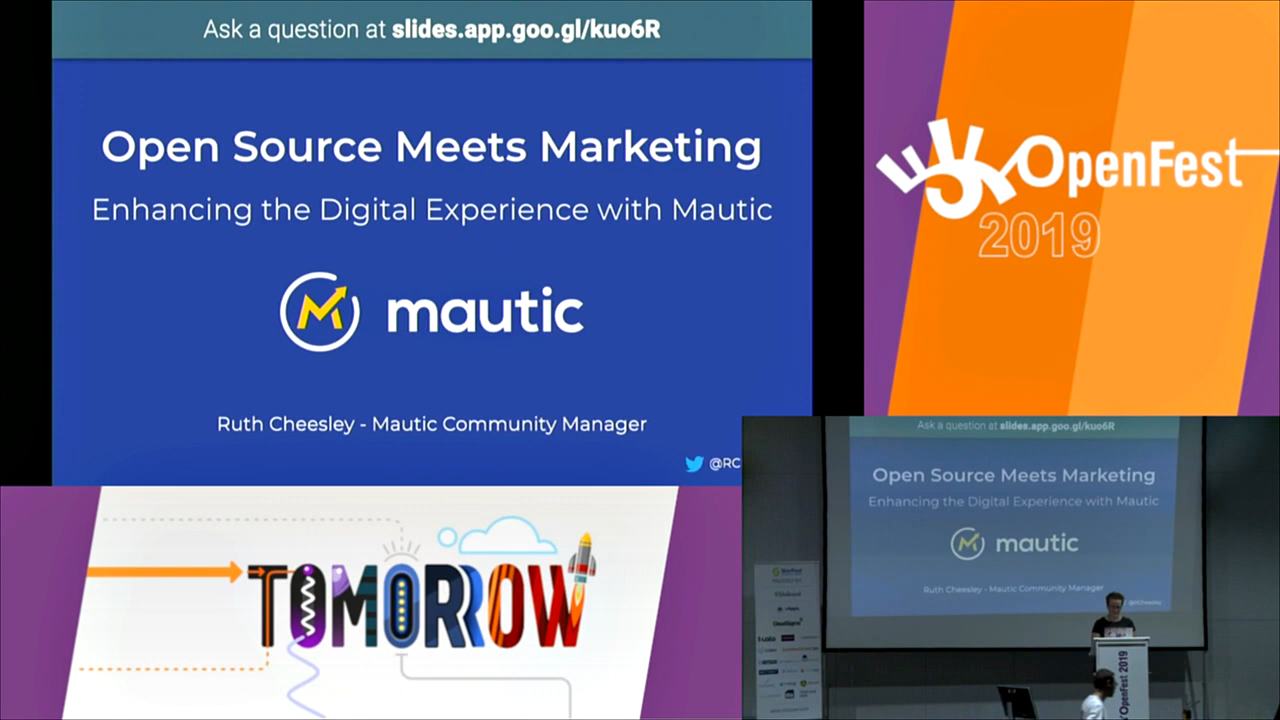 Ask a question at slides.app.goo.gl/kuo6R
Open Source Meets Marketing
Enhancing the Digital Experience with Mautic
mautic
Ruth Cheesley - Mautic Community Manager
@RC
OpenFest
2019
TOMORROW
Ask a question at slides.app.goo.gl/kuo6R
Open Source Meets Marketing
Enhancing the Digital Experience with Mautic
mautic
Ruth Cheesley - Mautic Community Manager
@RCheesley
OpenFest 2019